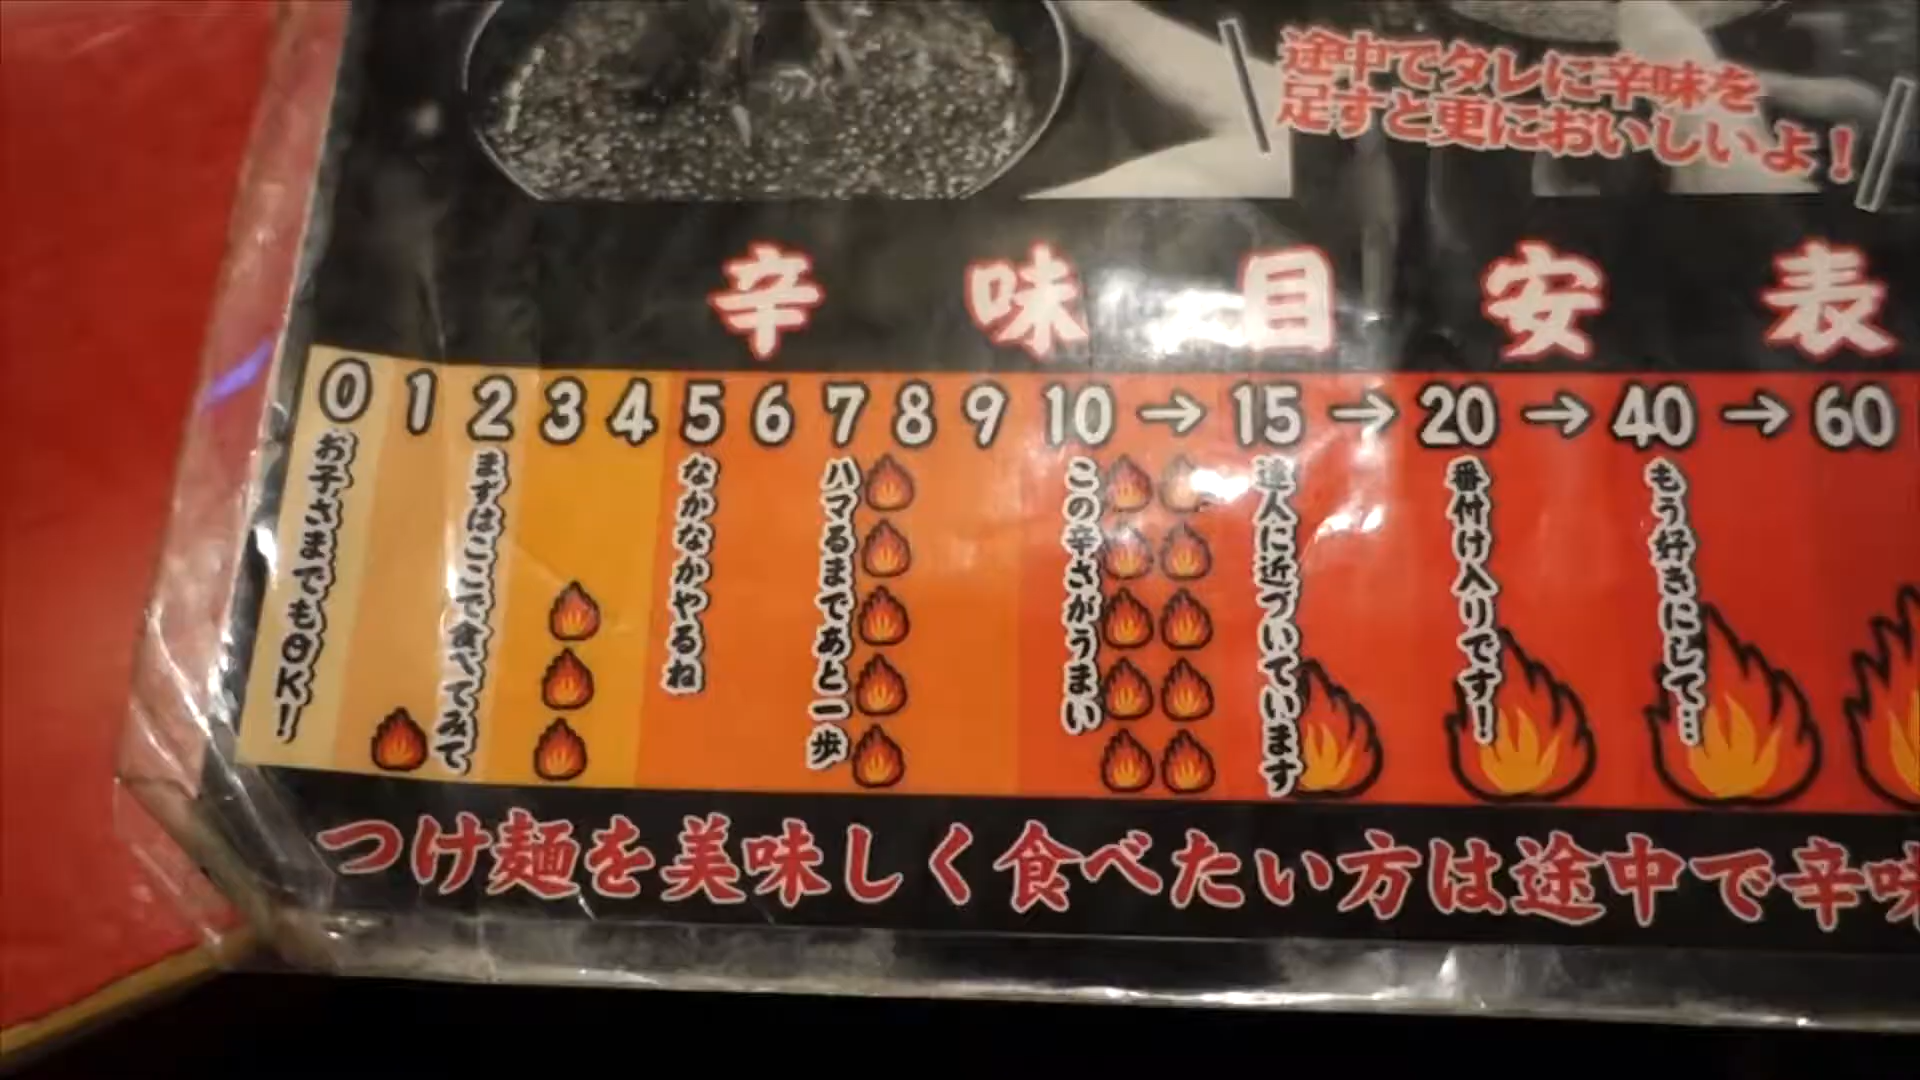 途中でタレに辛味を
足すと更においしいよ！
辛味目安表
0 1 2 3 4 5 6 7 8 9 10 → 15 → 20 → 40 → 60
お子さまでもOK!
まずはここで食べてみて
なかなかやるね
ハマるまであと一歩
この辛さがうまい
達人に近づいています
番付け入りです!
もう好きにして…
つけ麺を美味しく食べたい方は途中で辛味